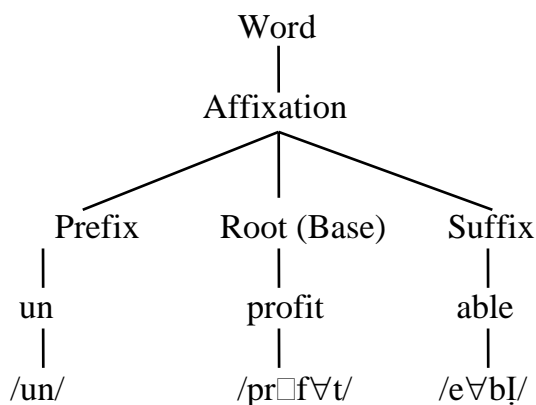 Word
Affixation
Prefix Root (Base) Suffix
un profit able
/un/ /pr□f∀t/ /e∀bḷ/